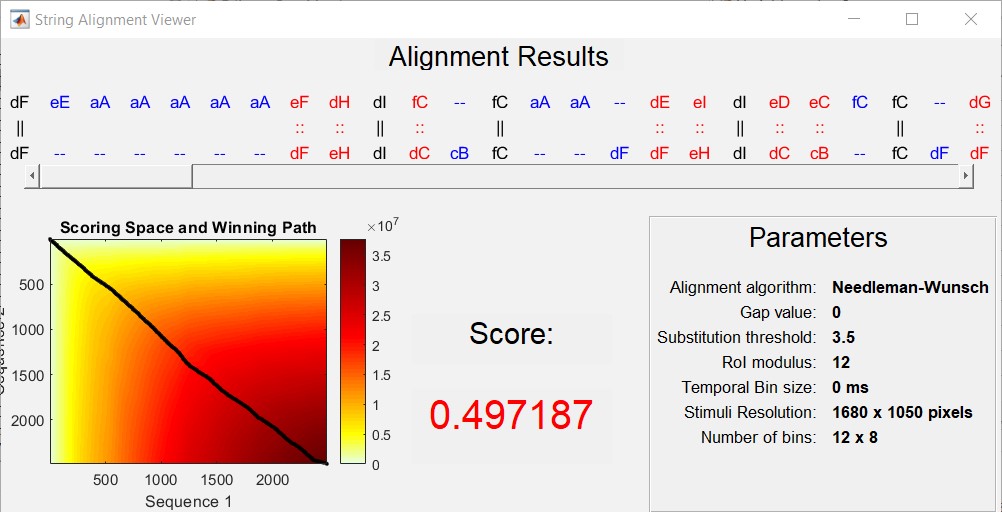 String Alignment Viewer
Alignment Results
dF eE aA aA aA aA aA eF dH dI fC -- fC aA aA -- dE eI dI eD eC fC fC -- dG
|| :: :: || :: || :: :: || :: :: || ::
dF -- -- -- -- -- -- dF eH dI dC cB fC -- -- dF dF eH dI dC cB -- fC dF dF
Scoring Space and Winning Path
×10^7
500
1000
1500
2000
500 1000 1500 2000
Sequence 1
3.5
3
2.5
2
1.5
1
0.5
0
Score:
0.497187
Parameters
Alignment algorithm: Needleman-Wunsch
Gap value: 0
Substitution threshold: 3.5
RoI modulus: 12
Temporal Bin size: 0 ms
Stimuli Resolution: 1680 x 1050 pixels
Number of bins: 12 x 8